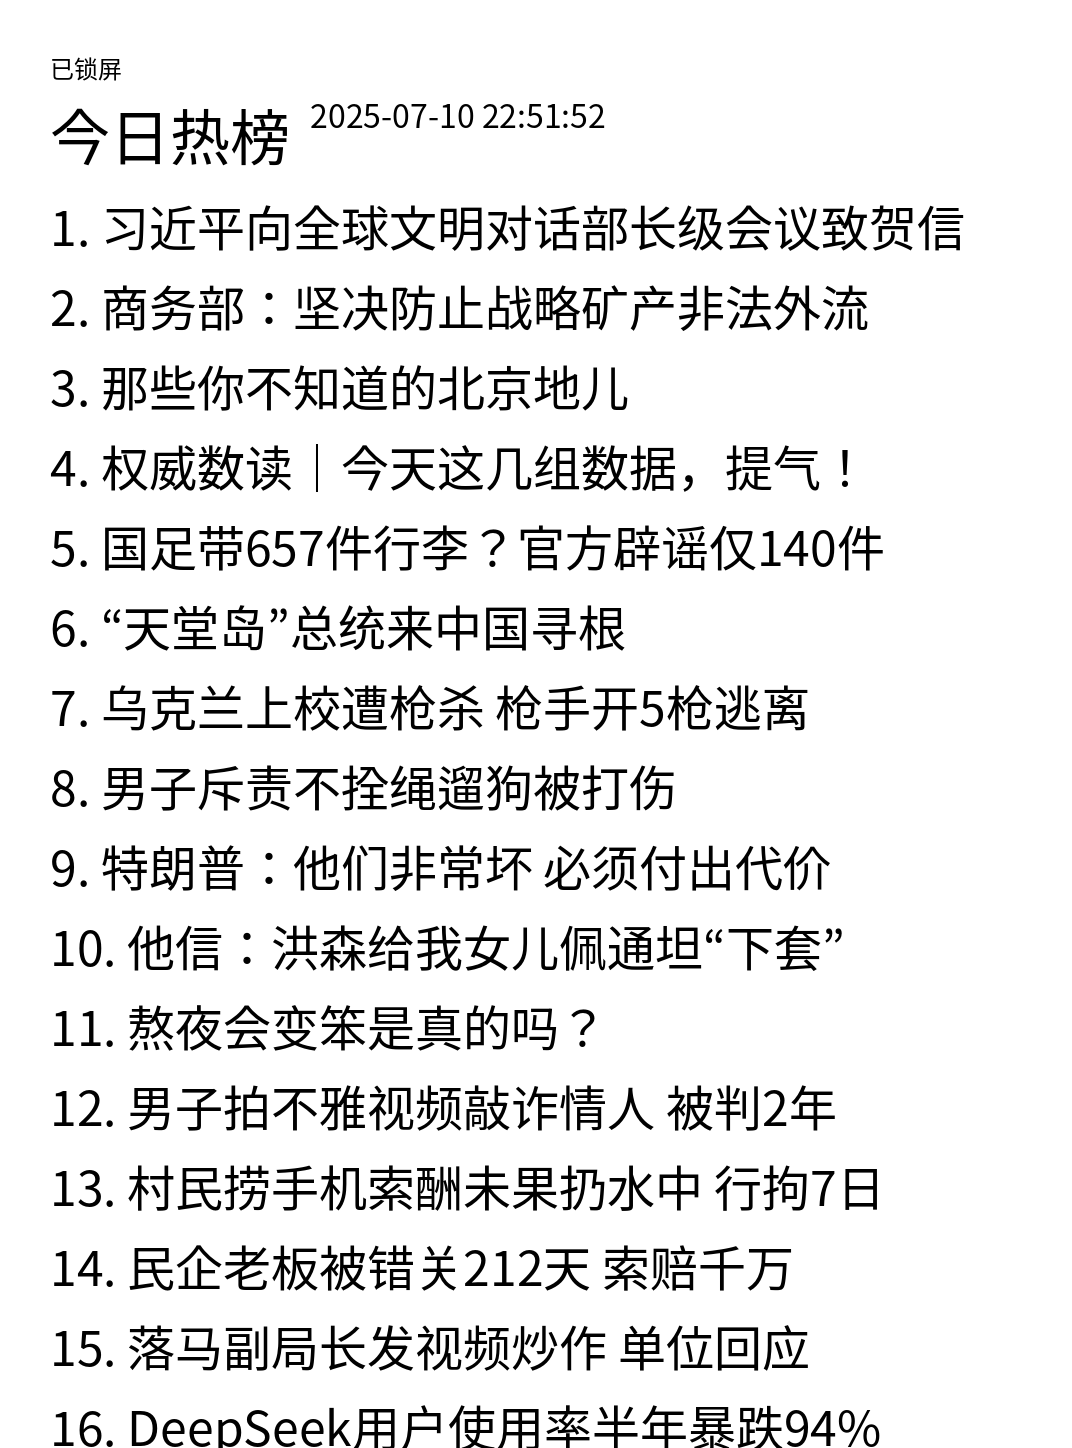 已锁屏
今日热榜 2025-07-10 22:51:52
1. 习近平向全球文明对话部长级会议致贺信
2. 商务部：坚决防止战略矿产非法外流
3. 那些你不知道的北京地儿
4. 权威数读｜今天这几组数据，提气！
5. 国足带657件行李？官方辟谣仅140件
6. “天堂岛”总统来中国寻根
7. 乌克兰上校遭枪杀 枪手开5枪逃离
8. 男子斥责不拴绳遛狗被打伤
9. 特朗普：他们非常坏 必须付出代价
10. 他信：洪森给我女儿佩通坦“下套”
11. 熬夜会变笨是真的吗？
12. 男子拍不雅视频敲诈情人 被判2年
13. 村民捞手机索酬未果扔水中 行拘7日
14. 民企老板被错关212天 索赔千万
15. 落马副局长发视频炒作 单位回应
16. DeepSeek用户使用率半年暴跌94%